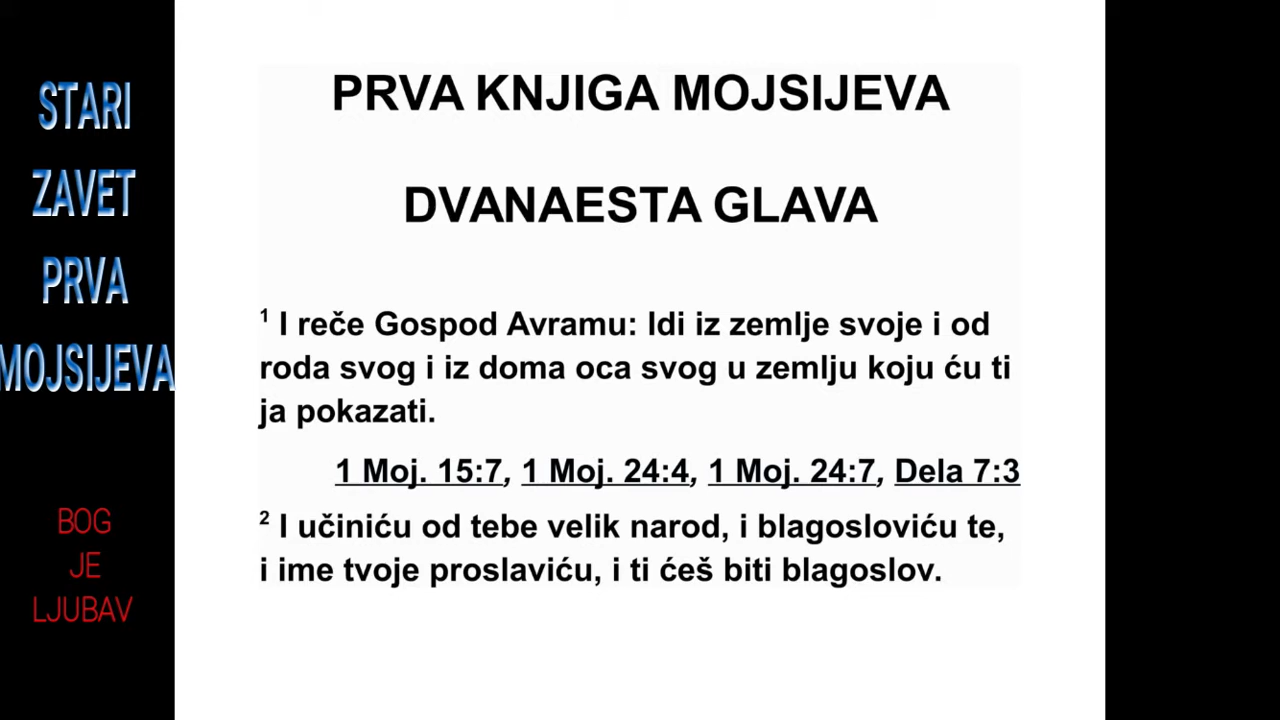 STARI
ZAVET
PRVA
MOJSIJEVA
BOG
JE
LJUBAV
PRVA KNJIGA MOJSIJEVA
DVANAESTA GLAVA
1 I reče Gospod Avramu: Idi iz zemlje svoje i od
roda svog i iz doma oca svog u zemlju koju ću ti
ja pokazati.
1 Moj. 15:7, 1 Moj. 24:4, 1 Moj. 24:7, Dela 7:3
2 I učiniću od tebe velik narod, i blagosloviću te,
i ime tvoje proslaviću, i ti ćeš biti blagoslov.